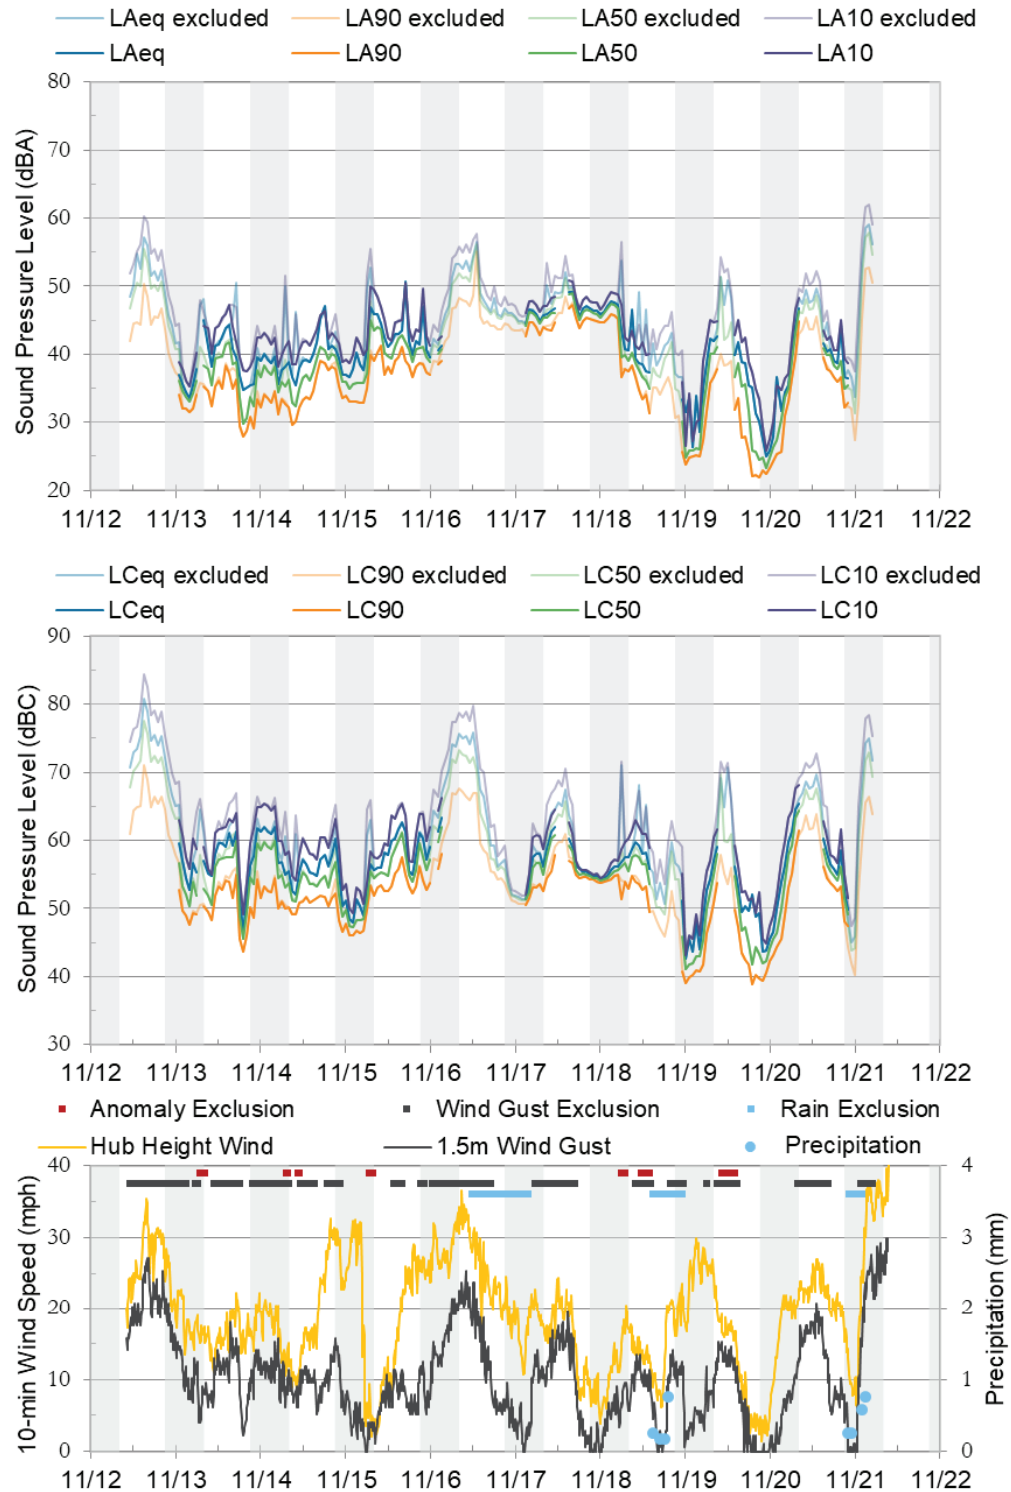 LAeq excluded LA90 excluded LA50 excluded LA10 excluded
LAeq LA90 LA50 LA10
Sound Pressure Level (dBA)
80
70
60
50
40
30
20
11/12 11/13 11/14 11/15 11/16 11/17 11/18 11/19 11/20 11/21 11/22
LCeq excluded LC90 excluded LC50 excluded LC10 excluded
LCeq LC90 LC50 LC10
Sound Pressure Level (dBC)
90
80
70
60
50
40
30
11/12 11/13 11/14 11/15 11/16 11/17 11/18 11/19 11/20 11/21 11/22
Anomaly Exclusion Wind Gust Exclusion Rain Exclusion
Hub Height Wind 1.5m Wind Gust Precipitation
10-min Wind Speed (mph)
40 4
30 3
20 2
10 1
0 0
Precipitation (mm)
11/12 11/13 11/14 11/15 11/16 11/17 11/18 11/19 11/20 11/21 11/22